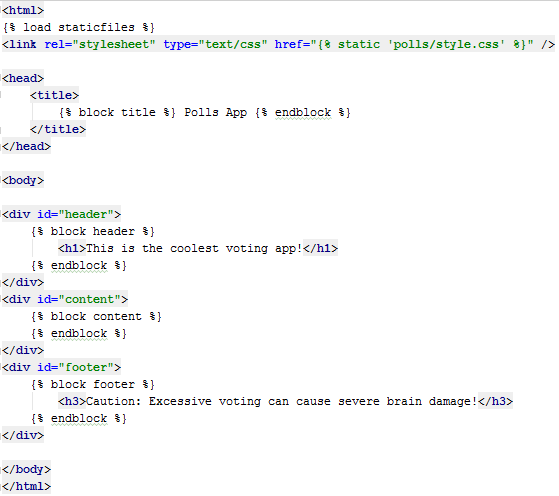 <html>
{% load staticfiles %}
<link rel="stylesheet" type="text/css" href="{% static 'polls/style.css' %}" />
<head>
<title>
{% block title %} Polls App {% endblock %}
</title>
</head>
<body>
<div id="header">
{% block header %}
<h1>This is the coolest voting app!</h1>
{% endblock %}
</div>
<div id="content">
{% block content %}
{% endblock %}
</div>
<div id="footer">
{% block footer %}
<h3>Caution: Excessive voting can cause severe brain damage!</h3>
{% endblock %}
</div>
</body>
</html>